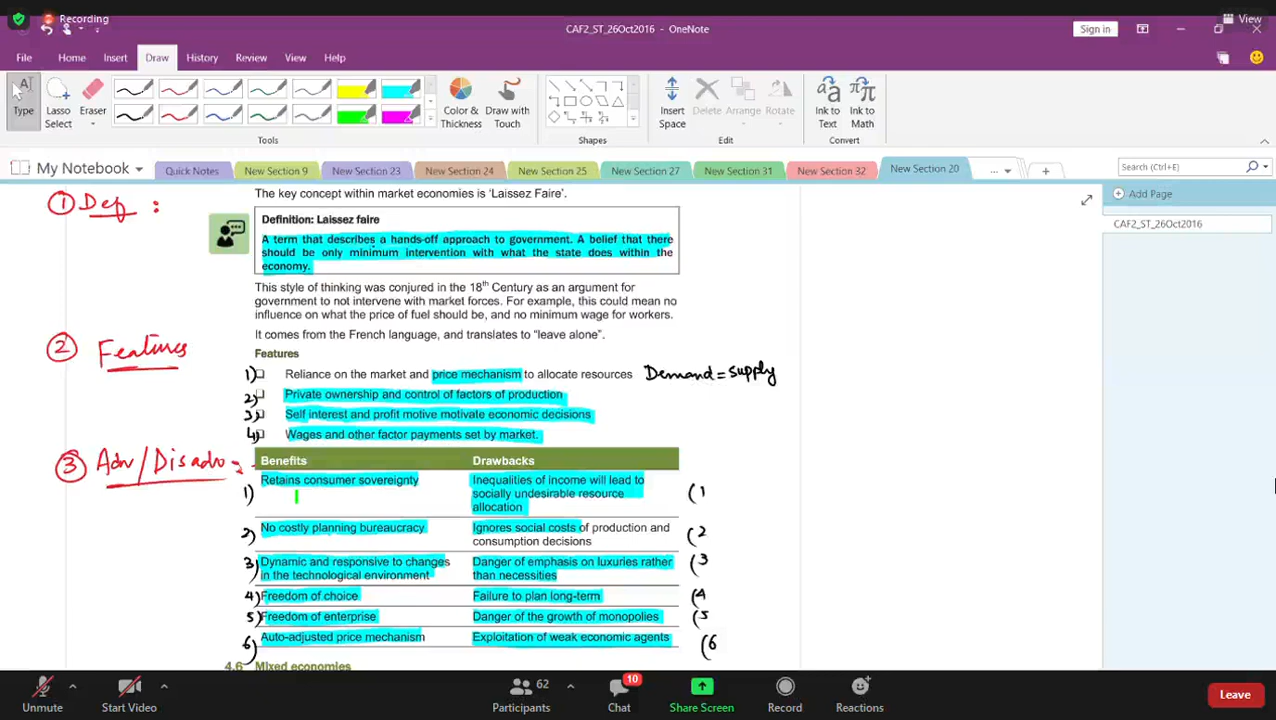 Recording
CAF2_ST_26Oct2016 - OneNote
Sign in
View
File Home Insert Draw History Review View Help
Type
Lasso Select
Eraser
Color & Thickness
Draw with Touch
Insert Space
Delete
Arrange
Rotate
Ink to Text
Ink to Math
Tools
Shapes
Edit
Convert
My Notebook
Quick Notes
New Section 9
New Section 23
New Section 24
New Section 25
New Section 27
New Section 31
New Section 32
New Section 20
...
Search (Ctrl+E)
Add Page
CAF2_ST_26Oct2016
The key concept within market economies is ‘Laissez Faire’.
① Def :
Definition: Laissez faire
A term that describes a hands-off approach to government. A belief that there
should be only minimum intervention with what the state does within the
economy.
This style of thinking was conjured in the 18th Century as an argument for
government to not intervene with market forces. For example, this could mean no
influence on what the price of fuel should be, and no minimum wage for workers.
It comes from the French language, and translates to “leave alone”.
② Features
Features
1) Reliance on the market and price mechanism to allocate resources Demand = supply
2) Private ownership and control of factors of production
3) Self interest and profit motive motivate economic decisions
4) Wages and other factor payments set by market.
③ Adv/Disadv :
Benefits Drawbacks
1) Retains consumer sovereignty
Inequalities of income will lead to
socially undesirable resource
allocation
(1
2) No costly planning bureaucracy
Ignores social costs of production and
consumption decisions
(2
3) Dynamic and responsive to changes
in the technological environment
Danger of emphasis on luxuries rather
than necessities
(3
4) Freedom of choice Failure to plan long-term (4
5) Freedom of enterprise Danger of the growth of monopolies (5
6) Auto-adjusted price mechanism Exploitation of weak economic agents (6
4.6 Mixed economies
Unmute
Start Video
62
Participants
10
Chat
Share Screen
Record
Reactions
Leave